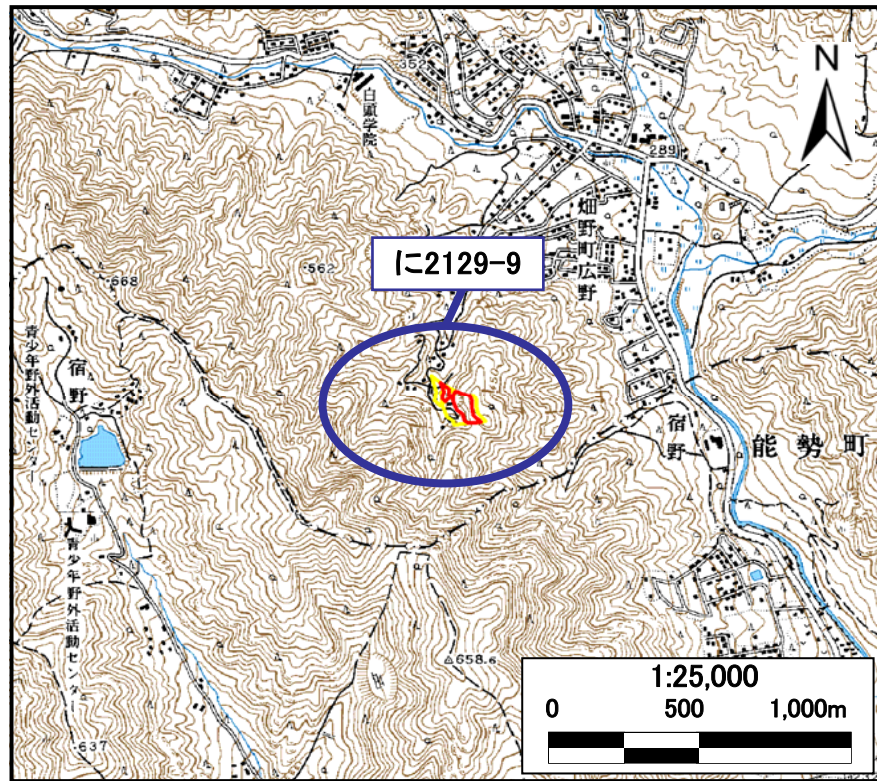 352
白頭学院
N
289
畑野町広野
に2129-9
562
668
青少年野外活動センター
宿野
宿野
能勢町
青少年野外活動センター
△658.6
637
1:25,000
0 500 1,000m